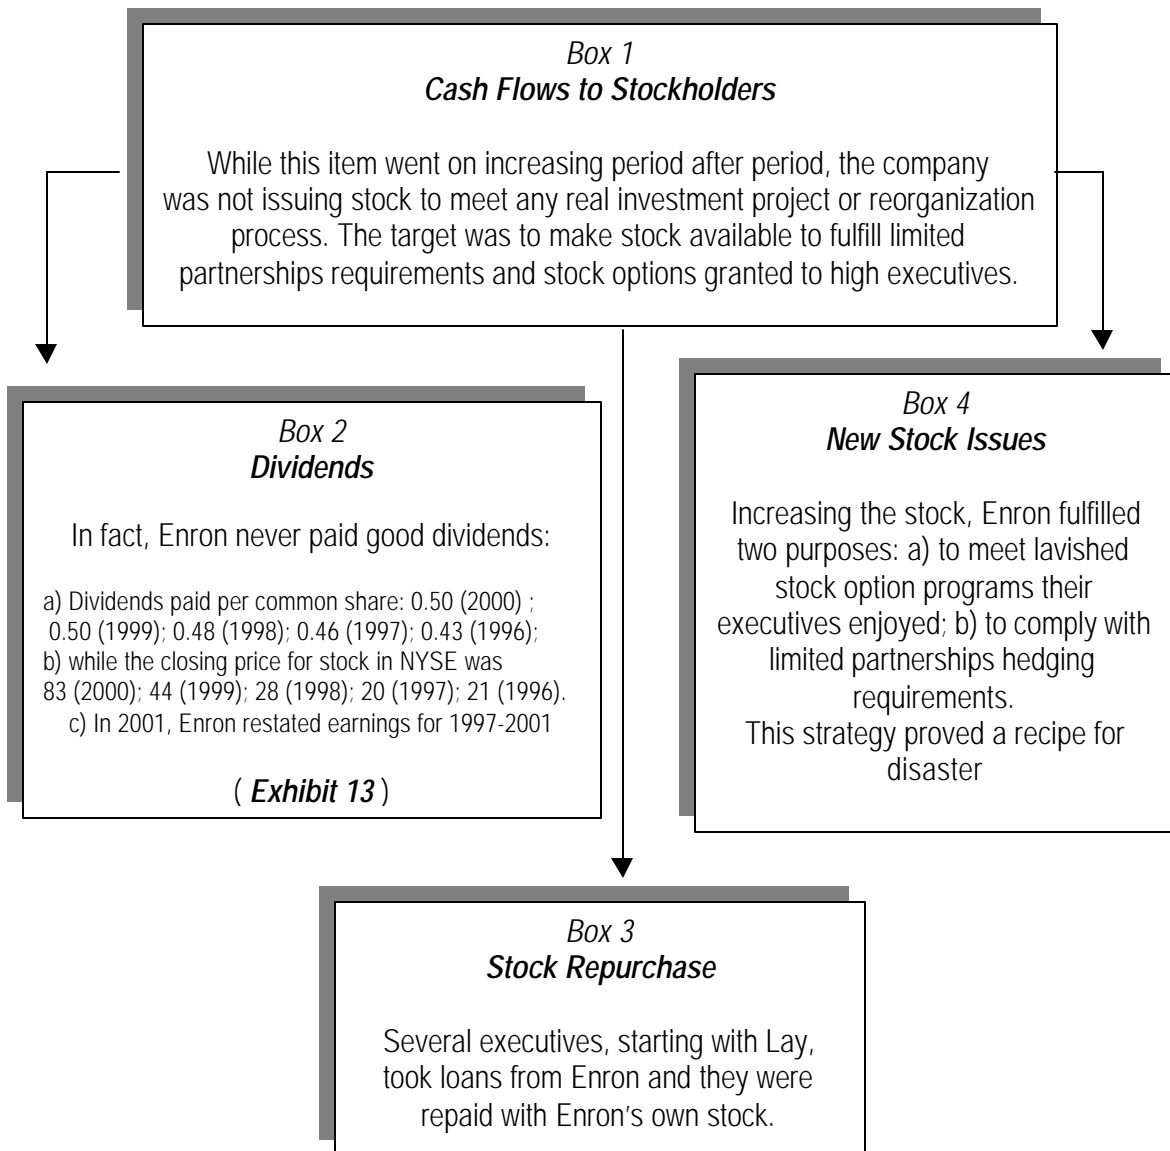 Box 1
Cash Flows to Stockholders
While this item went on increasing period after period, the company
was not issuing stock to meet any real investment project or reorganization
process. The target was to make stock available to fulfill limited
partnerships requirements and stock options granted to high executives.
Box 2
Dividends
In fact, Enron never paid good dividends:
a) Dividends paid per common share: 0.50 (2000) ;
0.50 (1999); 0.48 (1998); 0.46 (1997); 0.43 (1996);
b) while the closing price for stock in NYSE was
83 (2000); 44 (1999); 28 (1998); 20 (1997); 21 (1996).
c) In 2001, Enron restated earnings for 1997-2001
( Exhibit 13 )
Box 4
New Stock Issues
Increasing the stock, Enron fulfilled
two purposes: a) to meet lavished
stock option programs their
executives enjoyed; b) to comply with
limited partnerships hedging
requirements.
This strategy proved a recipe for
disaster
Box 3
Stock Repurchase
Several executives, starting with Lay,
took loans from Enron and they were
repaid with Enron's own stock.